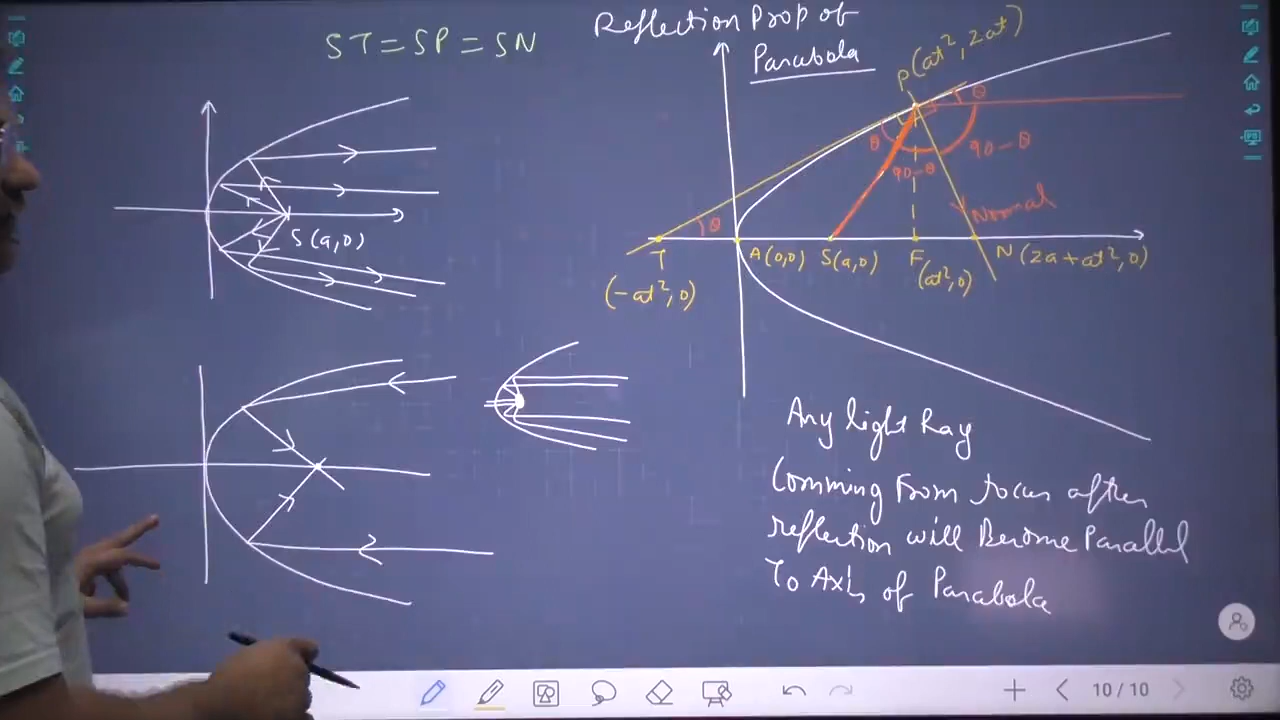 ST = SP = SN
Reflection Prop of
Parabola
P(at², 2at)
θ
θ
90-θ
90-θ
θ
Normal
S(a,0)
T
(-at², 0)
A(0,0)
S(a,0)
F
(at², 0)
N(2a+at², 0)
Any light Ray
Comming From focus after
reflection will Become Parallel
To Axis of Parabola
10 / 10